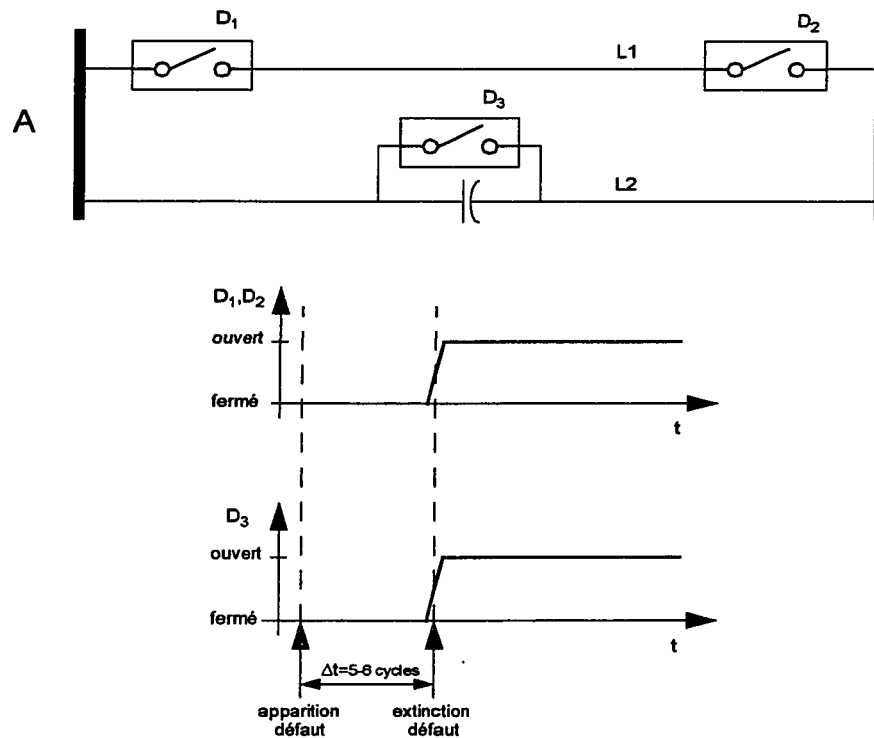 D₁
D₂
L1
D₃
A
L2
D₁,D₂
ouvert
fermé
t
D₃
ouvert
fermé
t
Δt=5-6 cycles
apparition
défaut
extinction
défaut